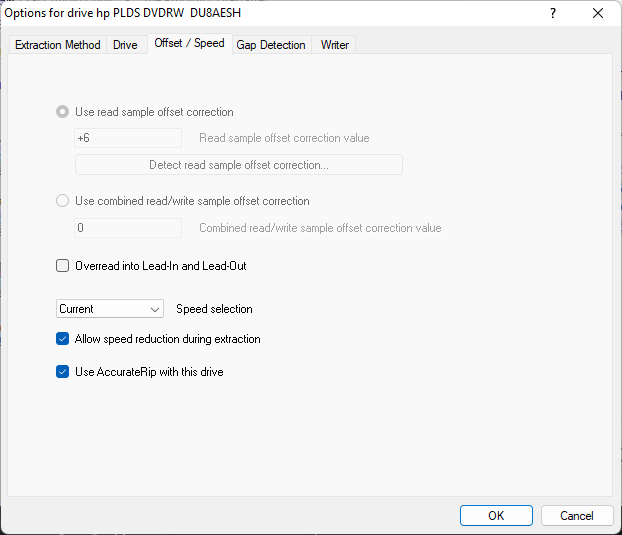 Options for drive hp PLDS DVDRW  DU8AESH ?
Extraction Method Drive Offset / Speed Gap Detection Writer
Use read sample offset correction
+6 Read sample offset correction value
Detect read sample offset correction...
Use combined read/write sample offset correction
0 Combined read/write sample offset correction value
Overread into Lead-In and Lead-Out
Current Speed selection
Allow speed reduction during extraction
Use AccurateRip with this drive
OK Cancel